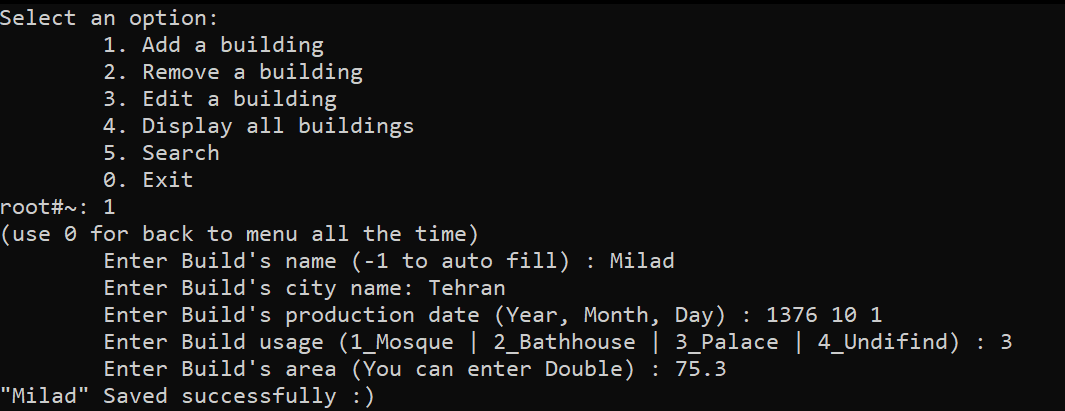 Select an option:
1. Add a building
2. Remove a building
3. Edit a building
4. Display all buildings
5. Search
0. Exit
root#~: 1
(use 0 for back to menu all the time)
Enter Build's name (-1 to auto fill) : Milad
Enter Build's city name: Tehran
Enter Build's production date (Year, Month, Day) : 1376 10 1
Enter Build usage (1_Mosque | 2_Bathhouse | 3_Palace | 4_Undifind) : 3
Enter Build's area (You can enter Double) : 75.3
"Milad" Saved successfully :)